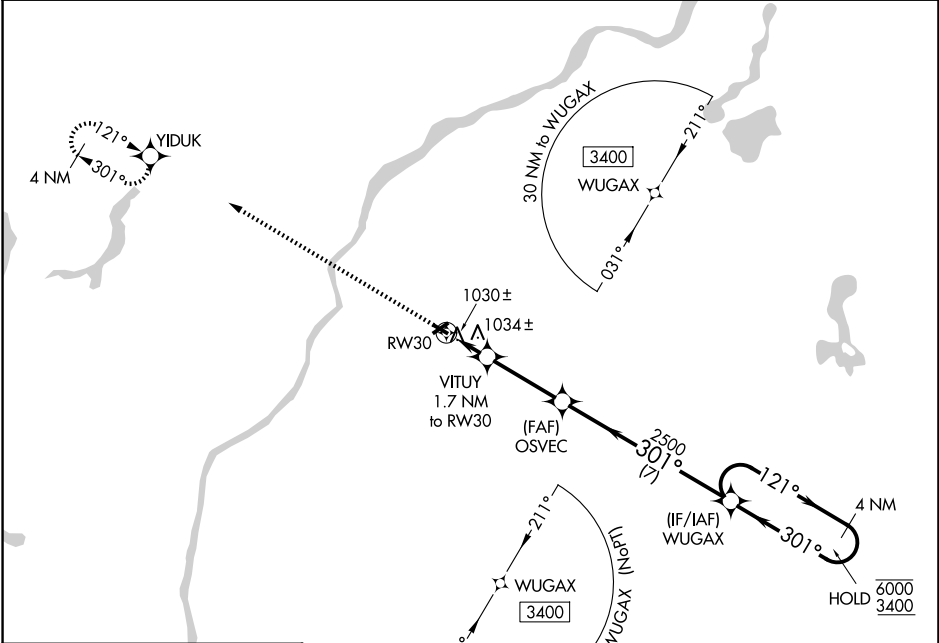 121°
YIDUK
301°
4 NM
30 NM to WUGAX
211°
3400
WUGAX
031°
1030±
1034±
RW30
VITUY
1.7 NM
to RW30
(FAF)
OSVEC
2500
301°
(7)
121°
4 NM
(IF/IAF)
WUGAX
301°
HOLD
6000
3400
211°
WUGAX
3400
WUGAX (NoPT)